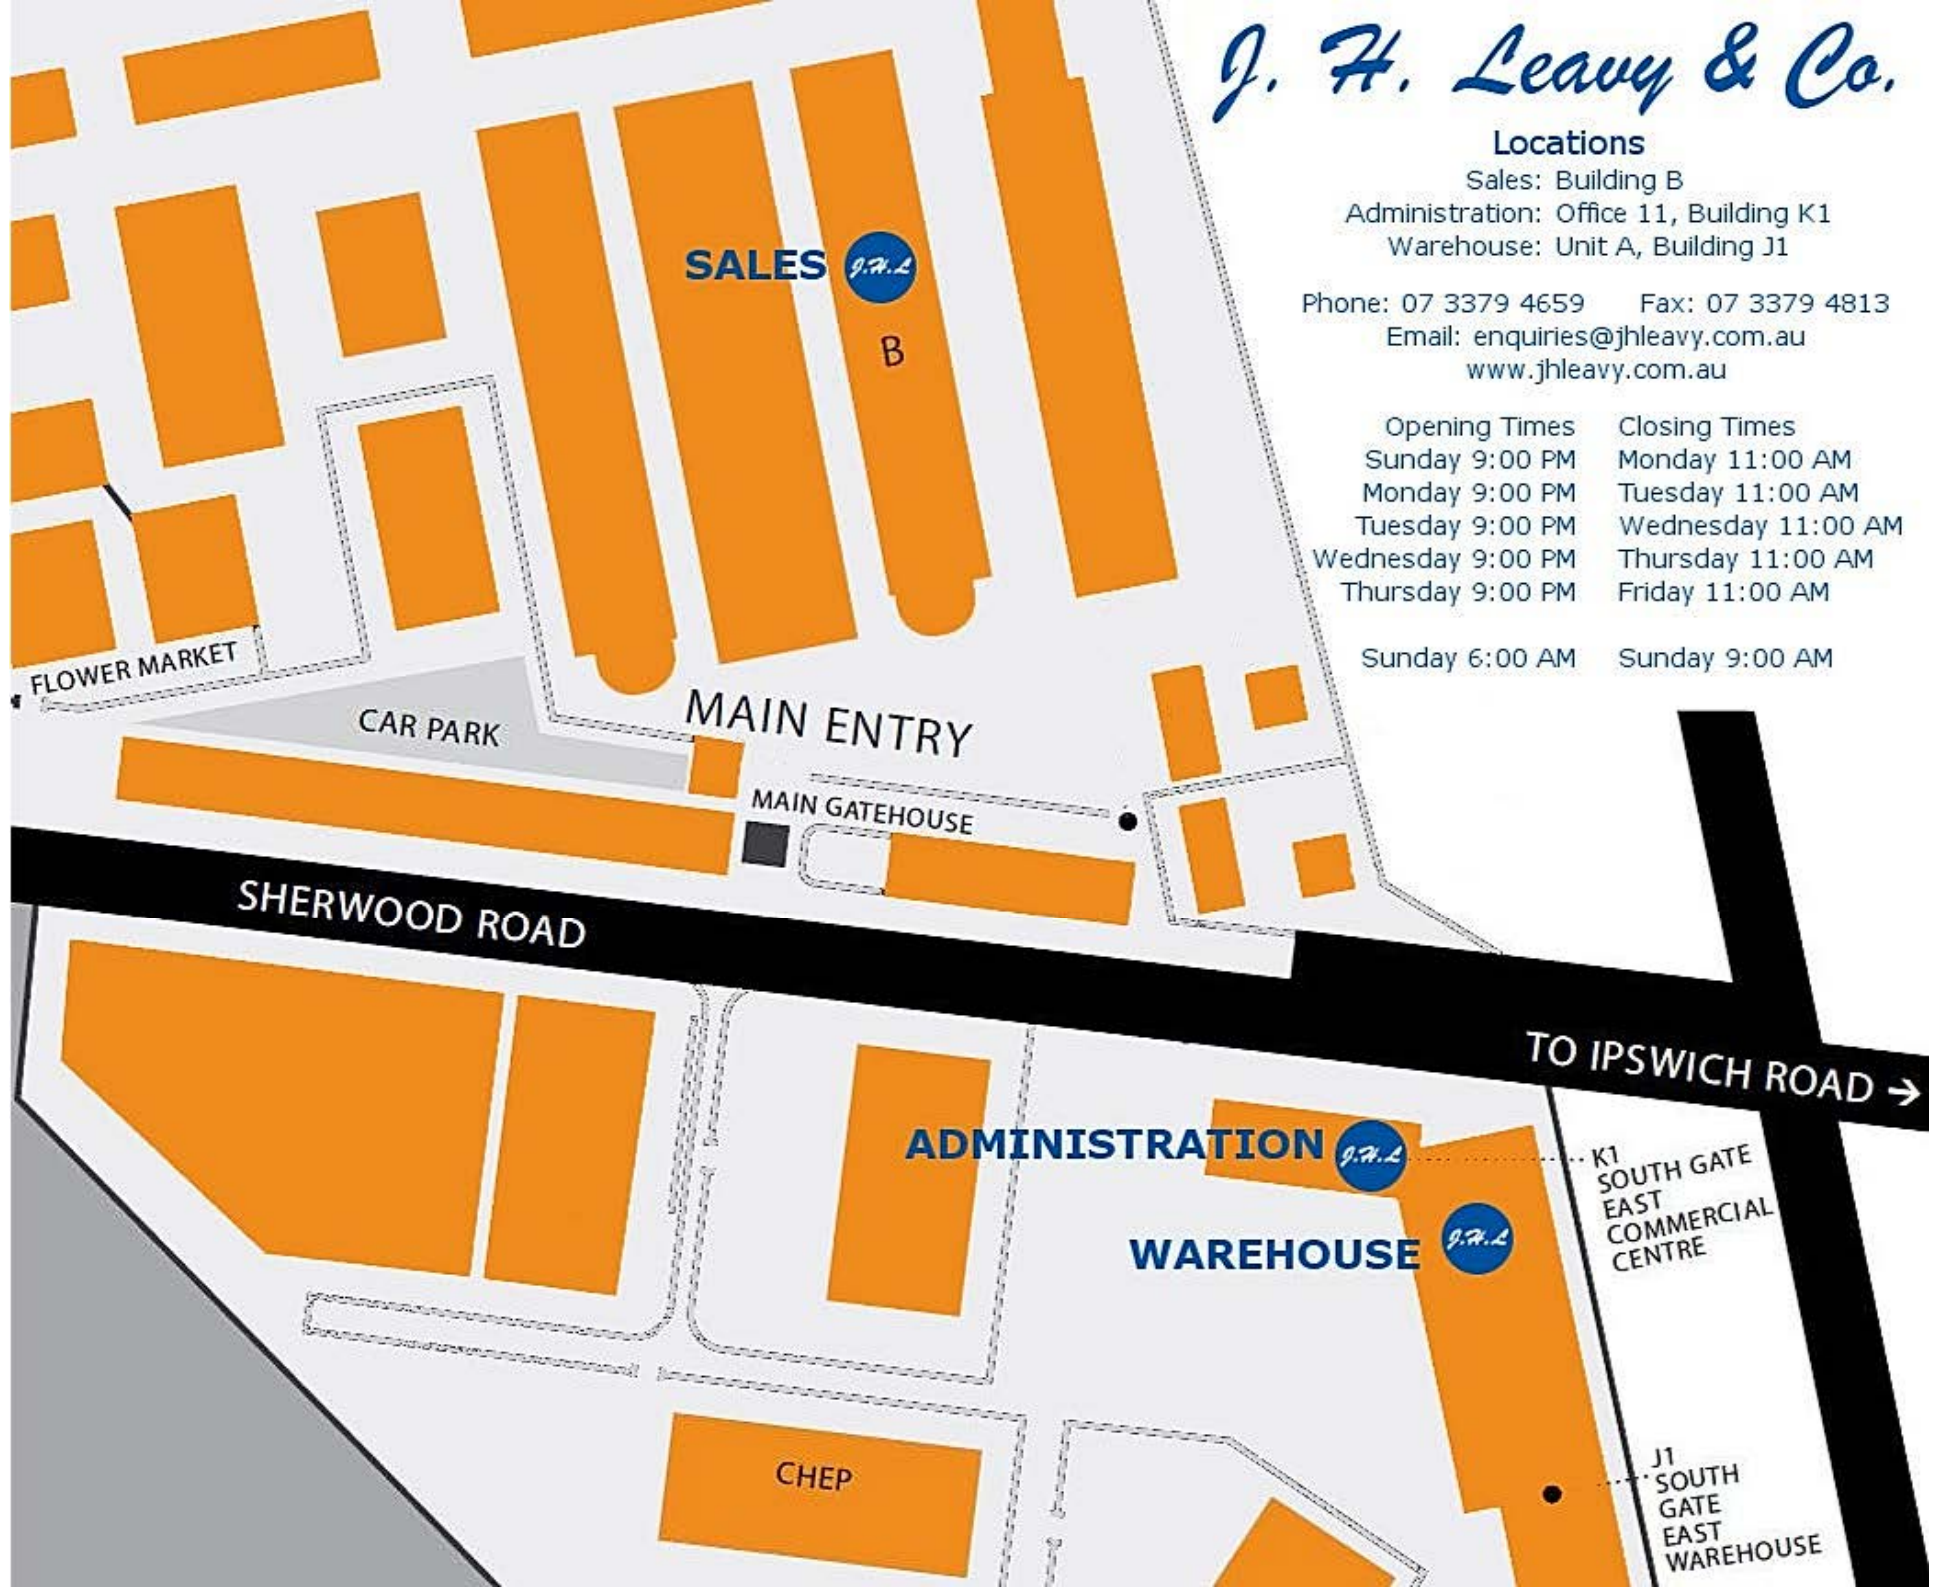 J. H. Leavy & Co.
Locations
Sales: Building B
Administration: Office 11, Building K1
Warehouse: Unit A, Building J1
Phone: 07 3379 4659 Fax: 07 3379 4813
Email: enquiries@jhleavy.com.au
www.jhleavy.com.au
Opening Times Closing Times
Sunday 9:00 PM Monday 11:00 AM
Monday 9:00 PM Tuesday 11:00 AM
Tuesday 9:00 PM Wednesday 11:00 AM
Wednesday 9:00 PM Thursday 11:00 AM
Thursday 9:00 PM Friday 11:00 AM
Sunday 6:00 AM Sunday 9:00 AM
SALES
J.H.L
B
FLOWER MARKET
CAR PARK
MAIN ENTRY
MAIN GATEHOUSE
SHERWOOD ROAD
TO IPSWICH ROAD →
ADMINISTRATION
J.H.L
K1
SOUTH GATE
EAST
COMMERCIAL
CENTRE
WAREHOUSE
J.H.L
CHEP
J1
SOUTH
GATE
EAST
WAREHOUSE